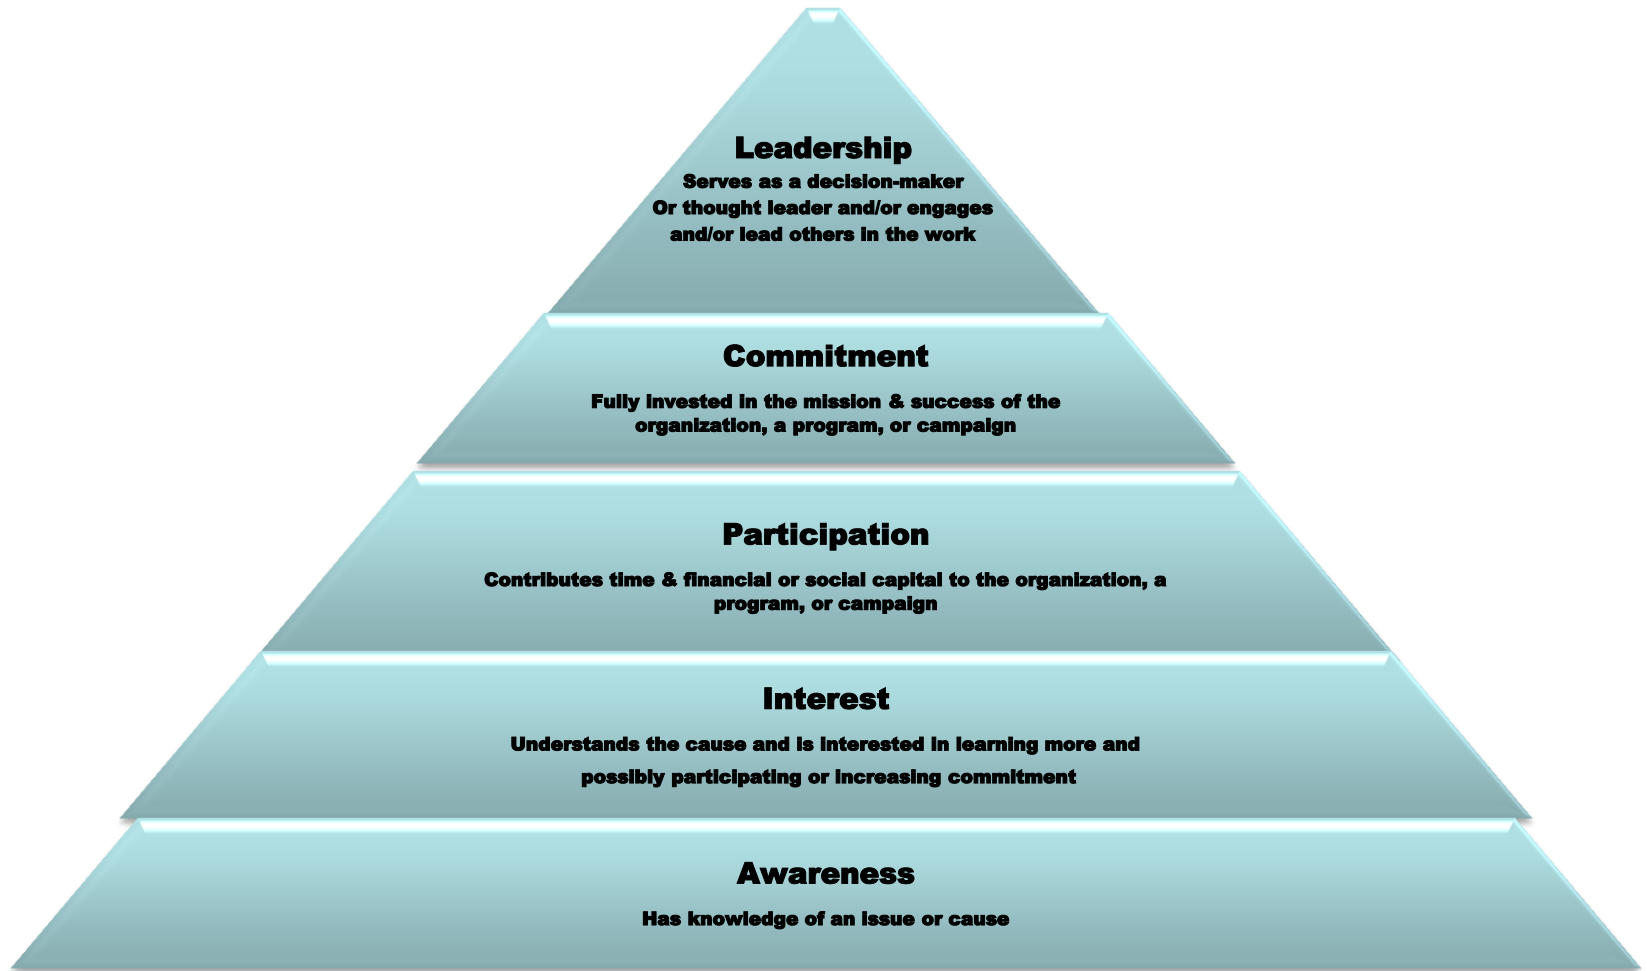 Leadership
Serves as a decision-maker
Or thought leader and/or engages
and/or lead others in the work
Commitment
Fully invested in the mission & success of the
organization, a program, or campaign
Participation
Contributes time & financial or social capital to the organization, a
program, or campaign
Interest
Understands the cause and is interested in learning more and
possibly participating or increasing commitment
Awareness
Has knowledge of an issue or cause